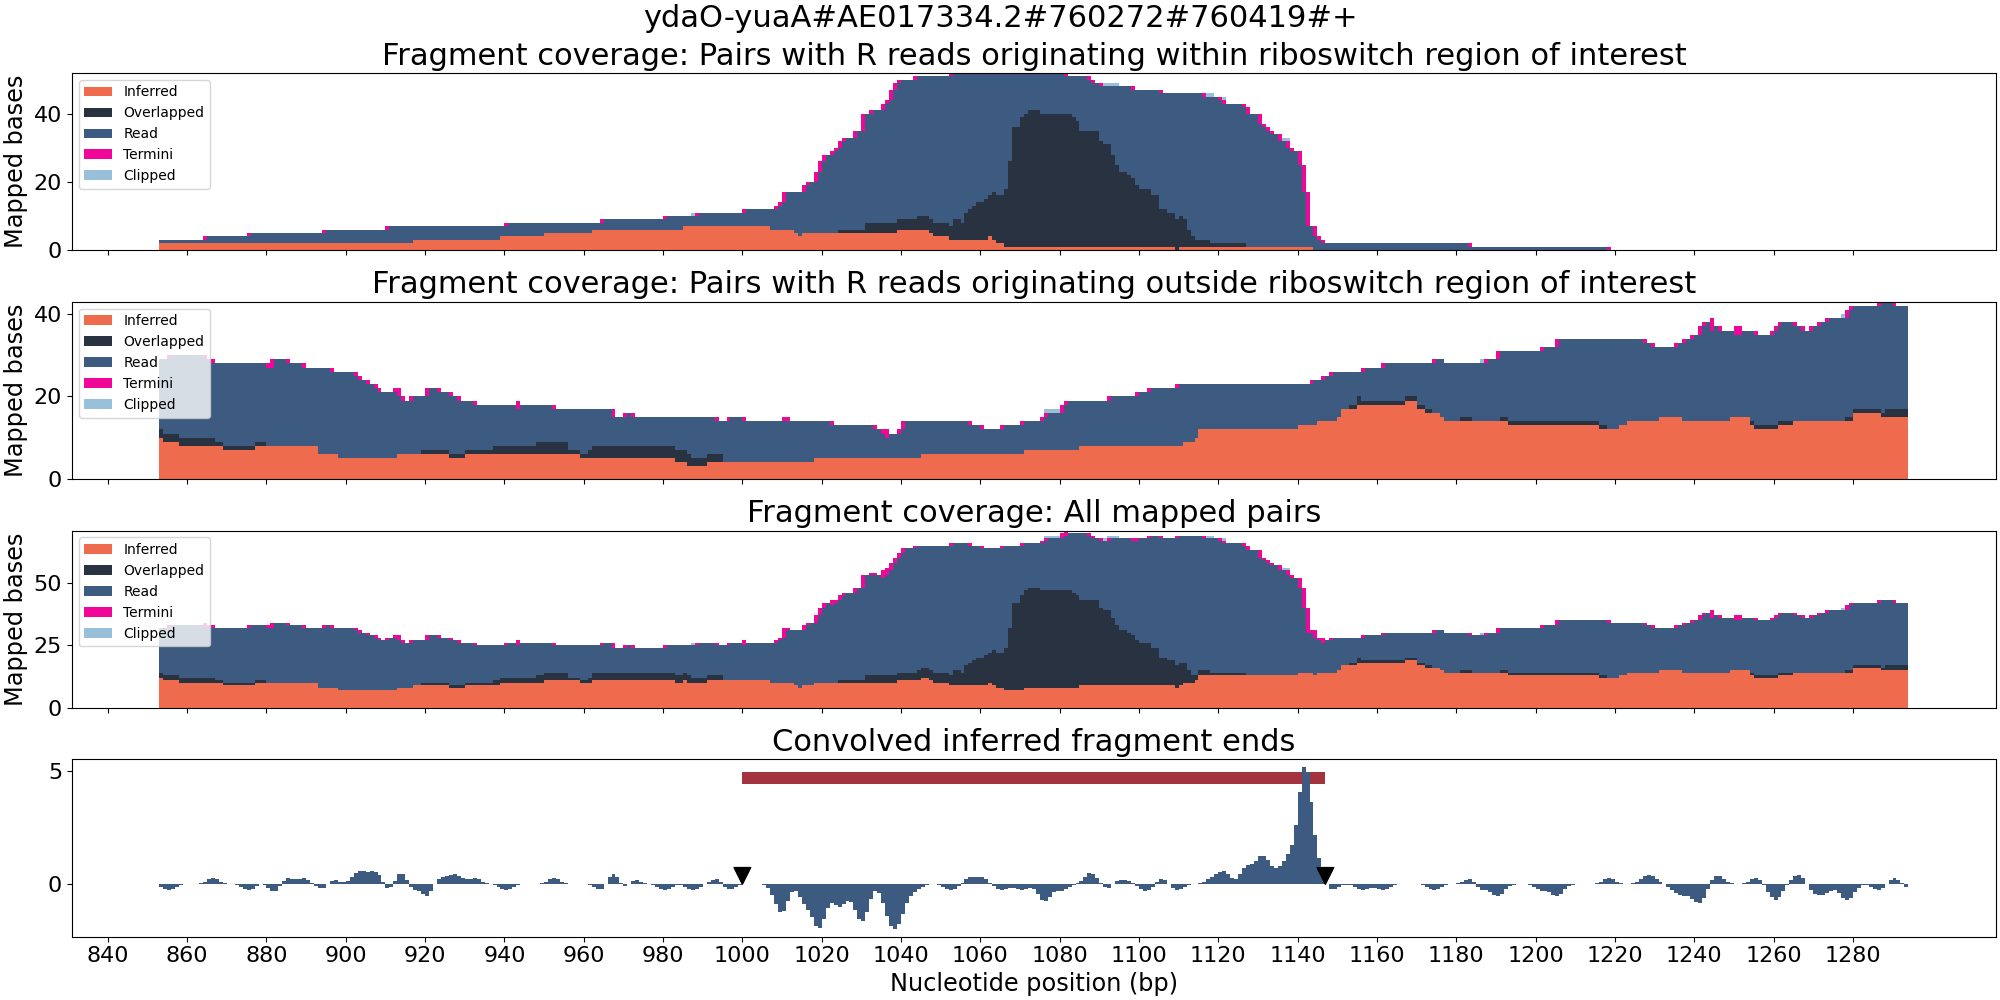 ydaO-yuaA#AE017334.2#760272#760419#+
Fragment coverage: Pairs with R reads originating within riboswitch region of interest
Mapped bases
40
20
0
Inferred
Overlapped
Read
Termini
Clipped
Fragment coverage: Pairs with R reads originating outside riboswitch region of interest
Mapped bases
40
20
0
Inferred
Overlapped
Read
Termini
Clipped
Fragment coverage: All mapped pairs
Mapped bases
50
25
0
Inferred
Overlapped
Read
Termini
Clipped
Convolved inferred fragment ends
5
0
840 860 880 900 920 940 960 980 1000 1020 1040 1060 1080 1100 1120 1140 1160 1180 1200 1220 1240 1260 1280
Nucleotide position (bp)